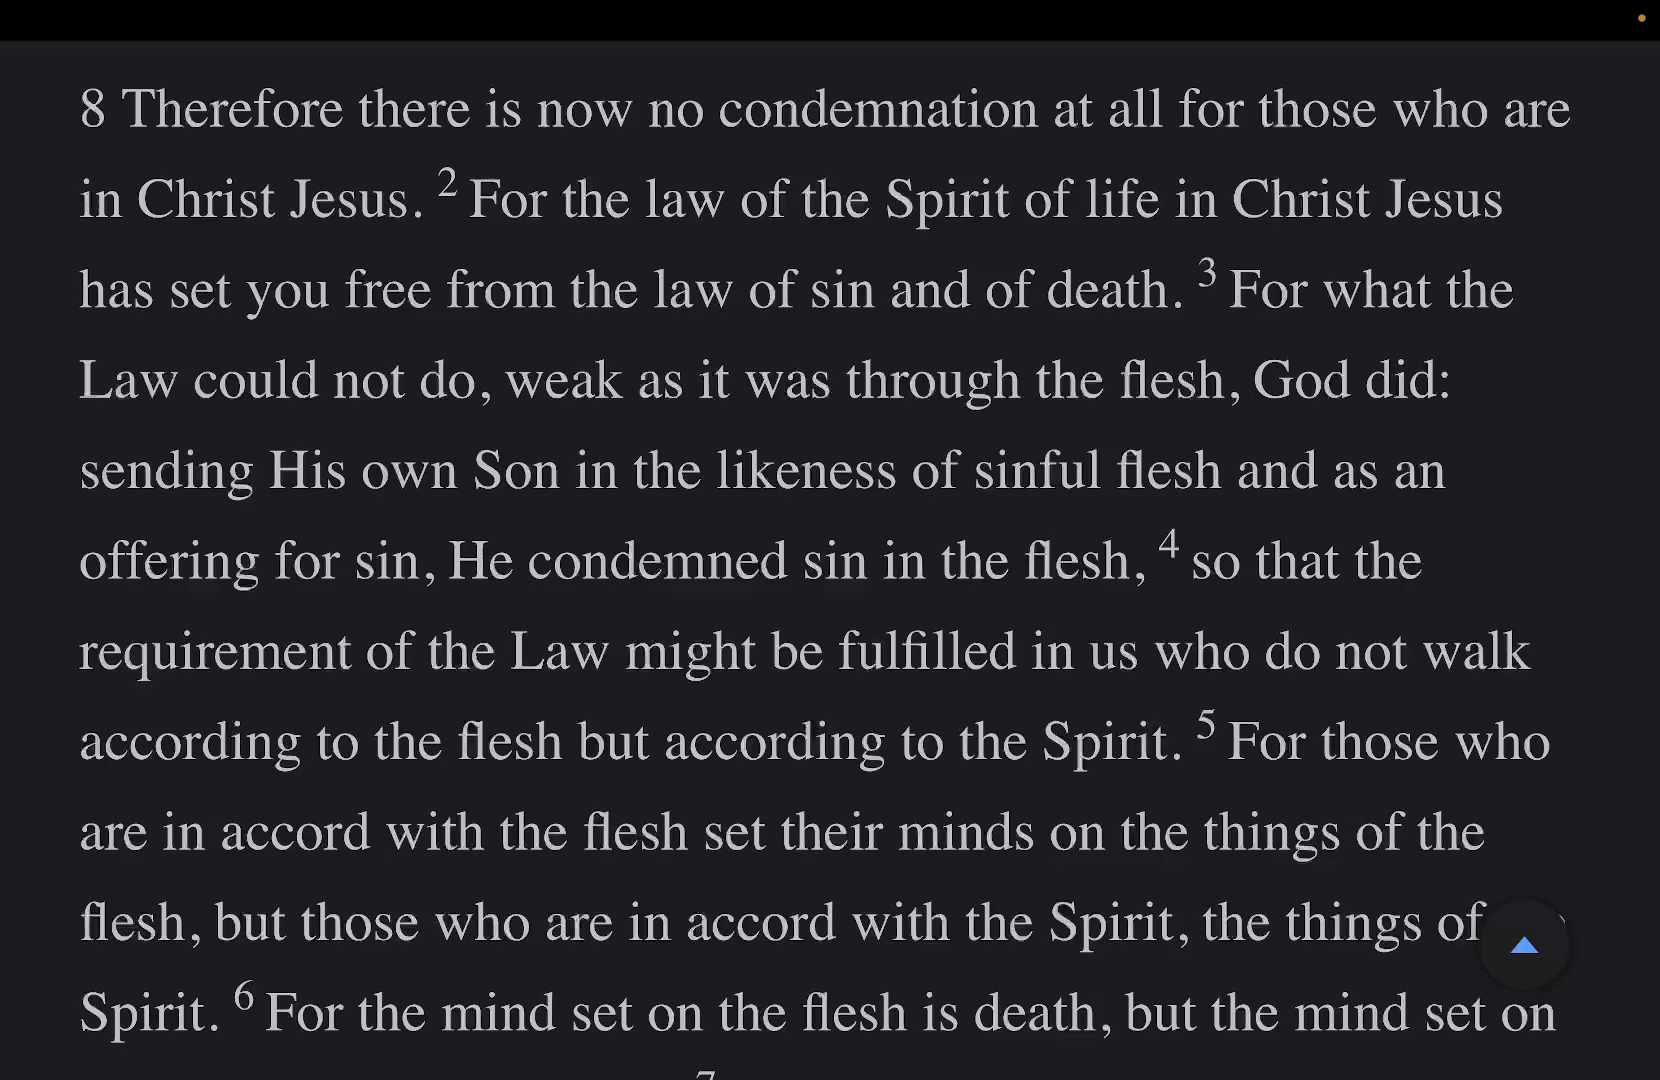 8 Therefore there is now no condemnation at all for those who are
in Christ Jesus. 2 For the law of the Spirit of life in Christ Jesus
has set you free from the law of sin and of death. 3 For what the
Law could not do, weak as it was through the flesh, God did:
sending His own Son in the likeness of sinful flesh and as an
offering for sin, He condemned sin in the flesh, 4 so that the
requirement of the Law might be fulfilled in us who do not walk
according to the flesh but according to the Spirit. 5 For those who
are in accord with the flesh set their minds on the things of the
flesh, but those who are in accord with the Spirit, the things of
Spirit. 6 For the mind set on the flesh is death, but the mind set on